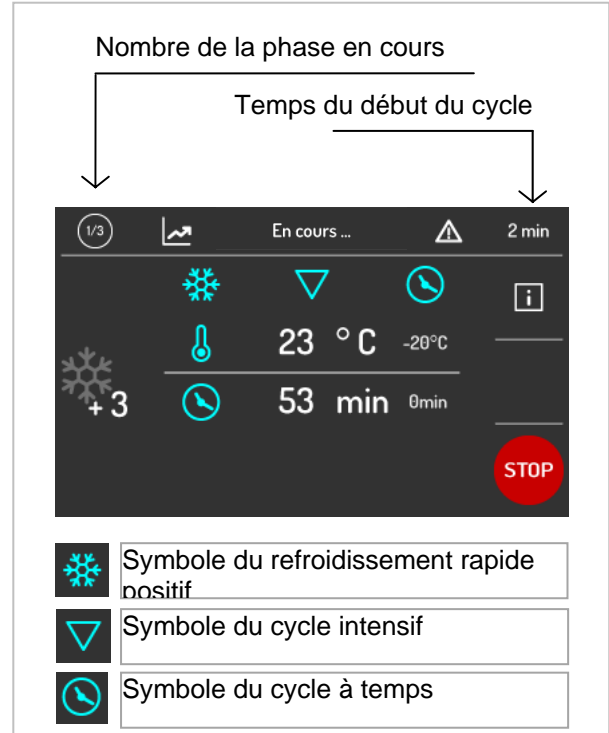 Nombre de la phase en cours
Temps du début du cycle
1/3 En cours ... 2 min
i
23 °C -20°C
+3
53 min 0min
STOP
Symbole du refroidissement rapide
positif
Symbole du cycle intensif
Symbole du cycle à temps